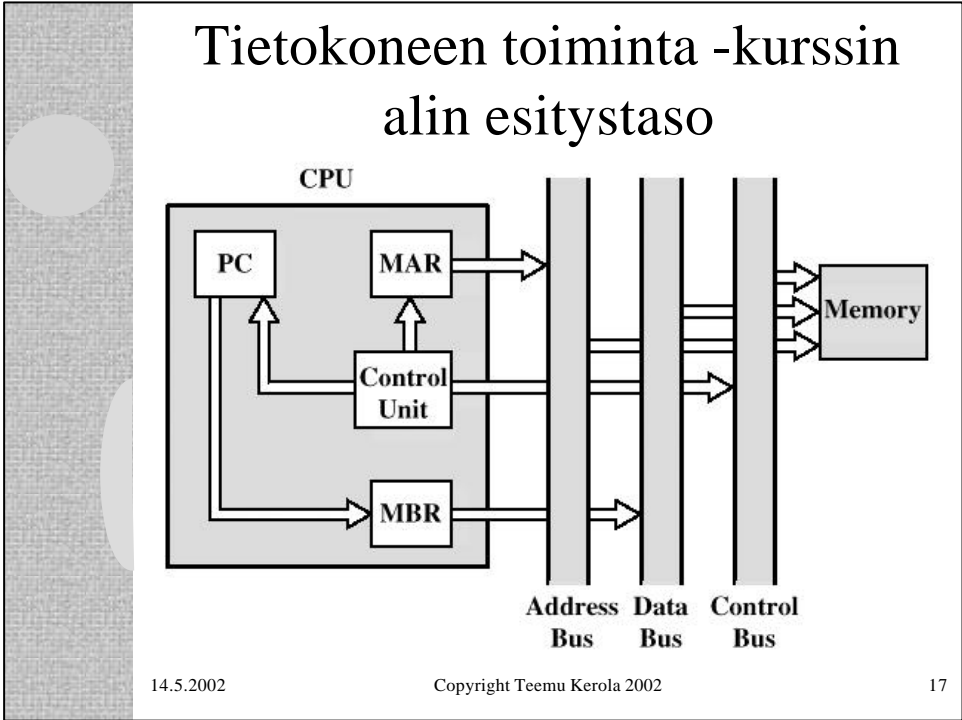 Tietokoneen toiminta -kurssin
alin esitystaso
CPU
PC
MAR
Memory
Control
Unit
MBR
Address
Bus
Data
Bus
Control
Bus
14.5.2002
Copyright Teemu Kerola 2002
17